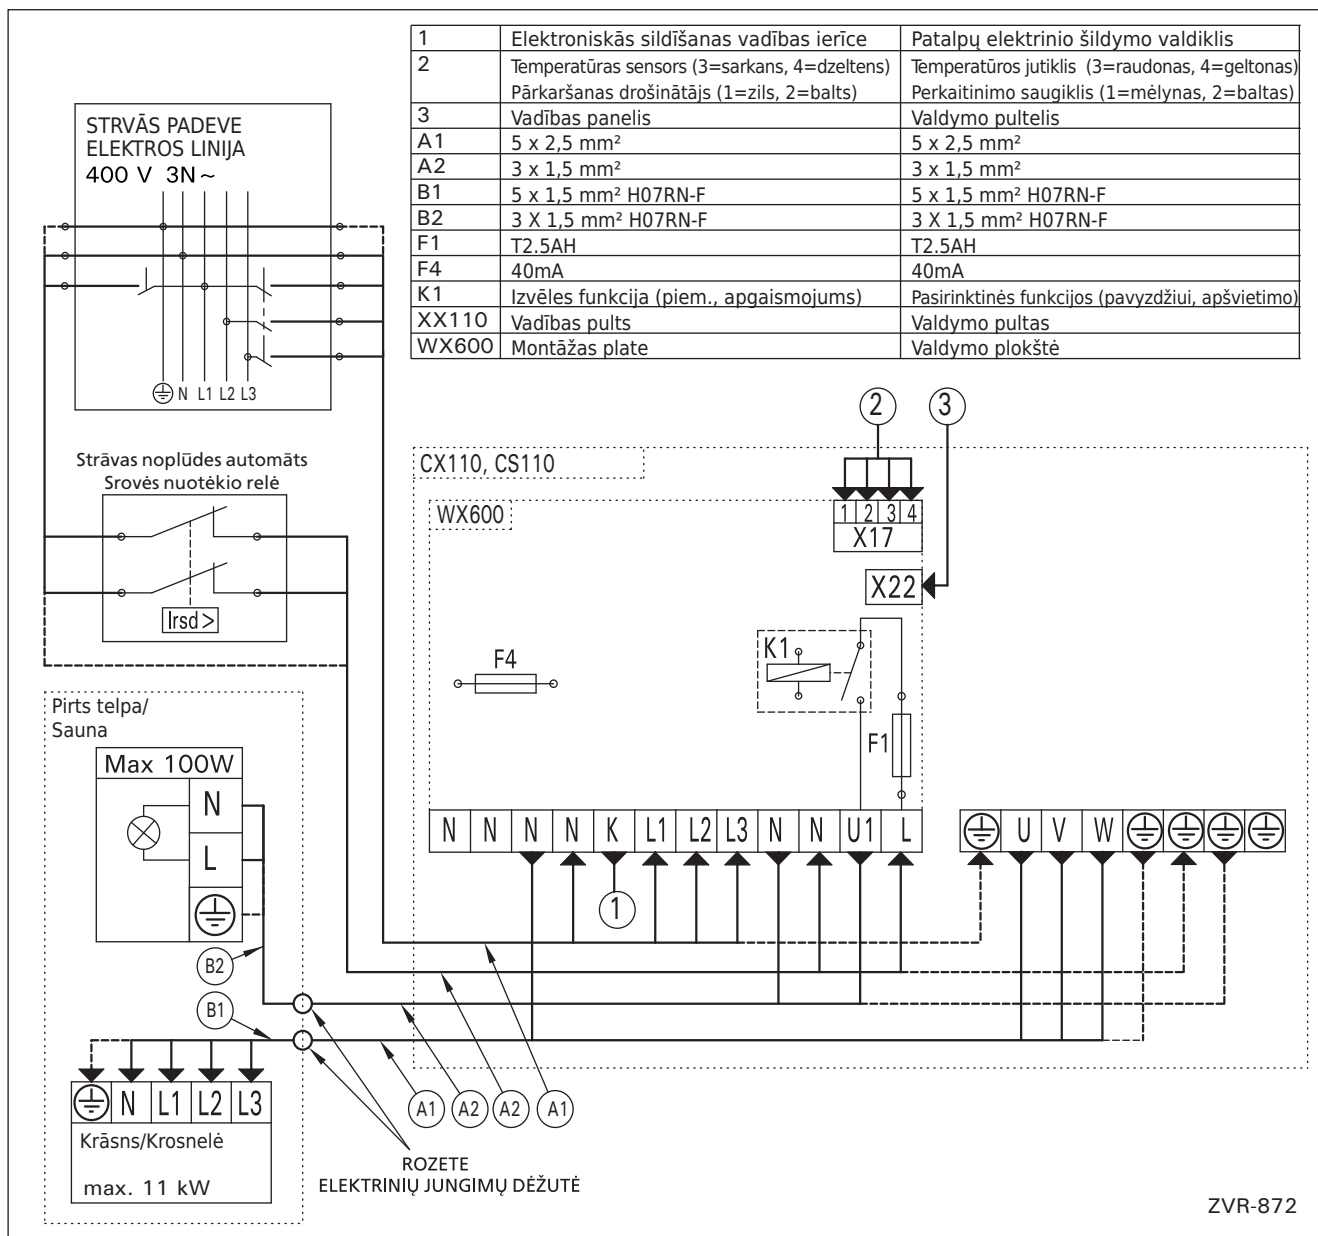 1 Elektroniskās sildīšanas vadības ierīce Patalpų elektrinio šildymo valdiklis
2 Temperatūras sensors (3=sarkans, 4=dzeltens) Temperatūros jutiklis (3=raudonas, 4=geltonas)
Pārkaršanas drošinātājs (1=zils, 2=balts) Perkaitinimo saugiklis (1=mėlynas, 2=baltas)
3 Vadības panelis Valdymo pultelis
A1 5 x 2,5 mm² 5 x 2,5 mm²
A2 3 x 1,5 mm² 3 x 1,5 mm²
B1 5 x 1,5 mm² H07RN-F 5 x 1,5 mm² H07RN-F
B2 3 X 1,5 mm² H07RN-F 3 X 1,5 mm² H07RN-F
F1 T2.5AH T2.5AH
F4 40mA 40mA
K1 Izvēles funkcija (piem., apgaismojums) Pasirinktinės funkcijos (pavyzdžiui, apšvietimo)
XX110 Vadības pults Valdymo pultas
WX600 Montāžas plate Valdymo plokštė
STRVĀS PADEVE
ELEKTROS LINIJA
400 V 3N~
N L1 L2 L3
Strāvas noplūdes automāts
Srovės nuotėkio relė
Irsd>
2 3
CX110, CS110
WX600
1 2 3 4
X17
X22
K1
F4
F1
N N N N K L1 L2 L3 N N U1 L
U V W
1
Pirts telpa/
Sauna
Max 100W
N
L
B2
B1
N L1 L2 L3
Krāsns/Krosnelė
max. 11 kW
A1 A2 A2 A1
ROZETE
ELEKTRINIŲ JUNGIMŲ DĖŽUTĖ
ZVR-872